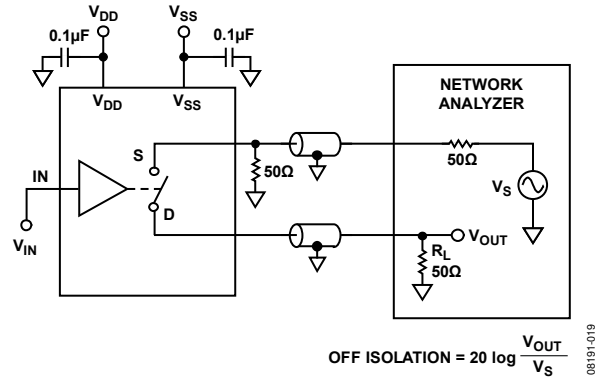 VDD
VSS
0.1µF
0.1µF
VDD
VSS
NETWORK
ANALYZER
S
50Ω
50Ω
IN
VS
D
VOUT
VIN
RL
50Ω
OFF ISOLATION = 20 log VOUT
VS
08191-019